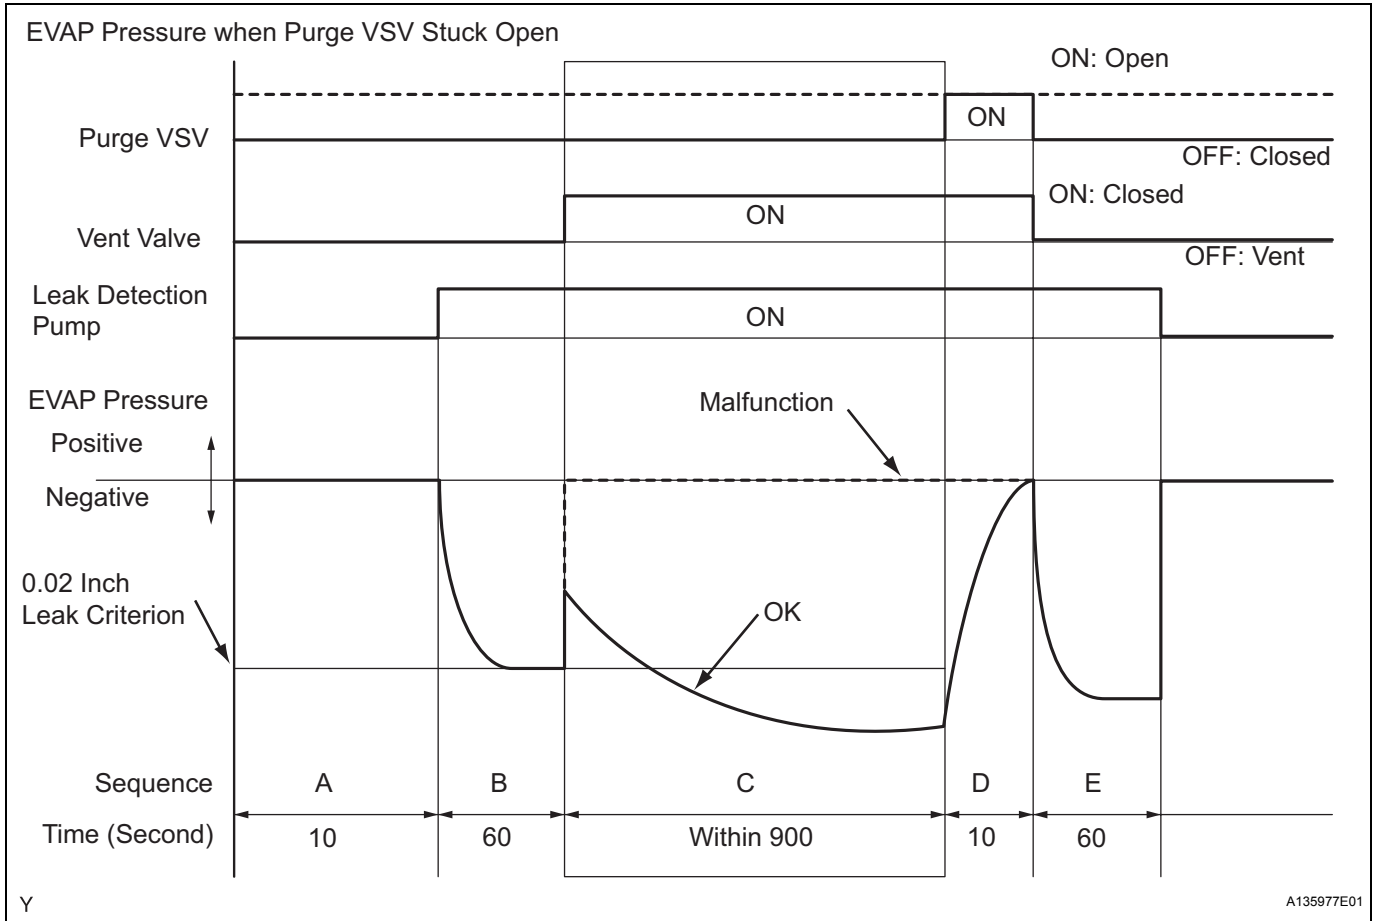 EVAP Pressure when Purge VSV Stuck Open
ON: Open
ON
Purge VSV
OFF: Closed
ON: Closed
ON
Vent Valve
OFF: Vent
Leak Detection
Pump
ON
EVAP Pressure
Malfunction
Positive
Negative
0.02 Inch
Leak Criterion
OK
Sequence
A
B
C
D
E
Time (Second)
10
60
Within 900
10
60
Y
A135977E01